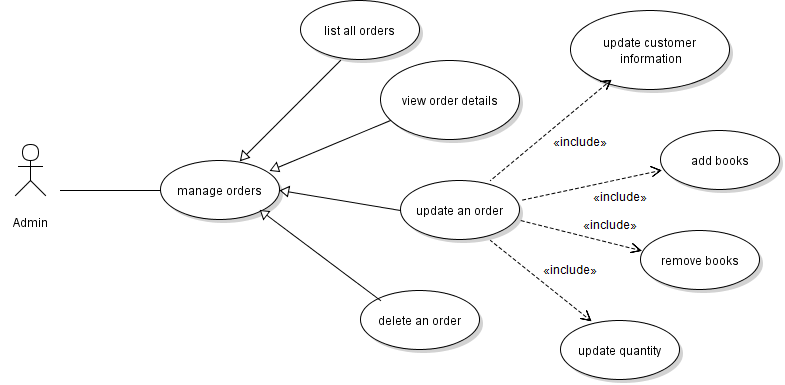 list all orders
update customer
information
view order details
«include»
add books
manage orders
Admin
update an order
«include»
«include»
remove books
«include»
delete an order
update quantity